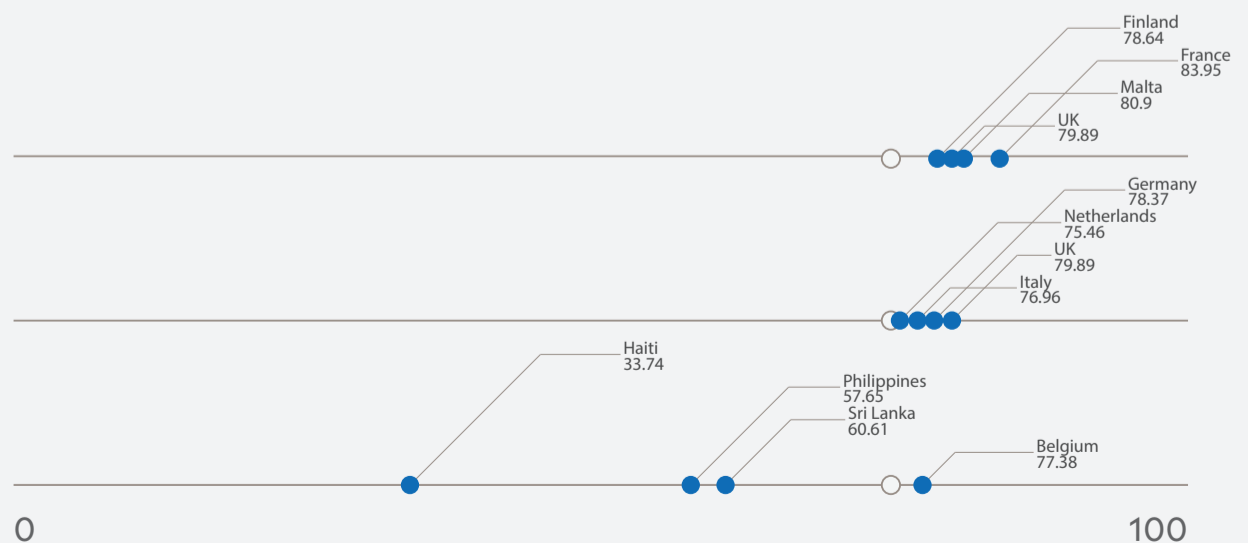 Finland
78.64
France
83.95
Malta
80.9
UK
79.89
Germany
78.37
Netherlands
75.46
UK
79.89
Italy
76.96
Haiti
33.74
Philippines
57.65
Sri Lanka
60.61
Belgium
77.38
0 100